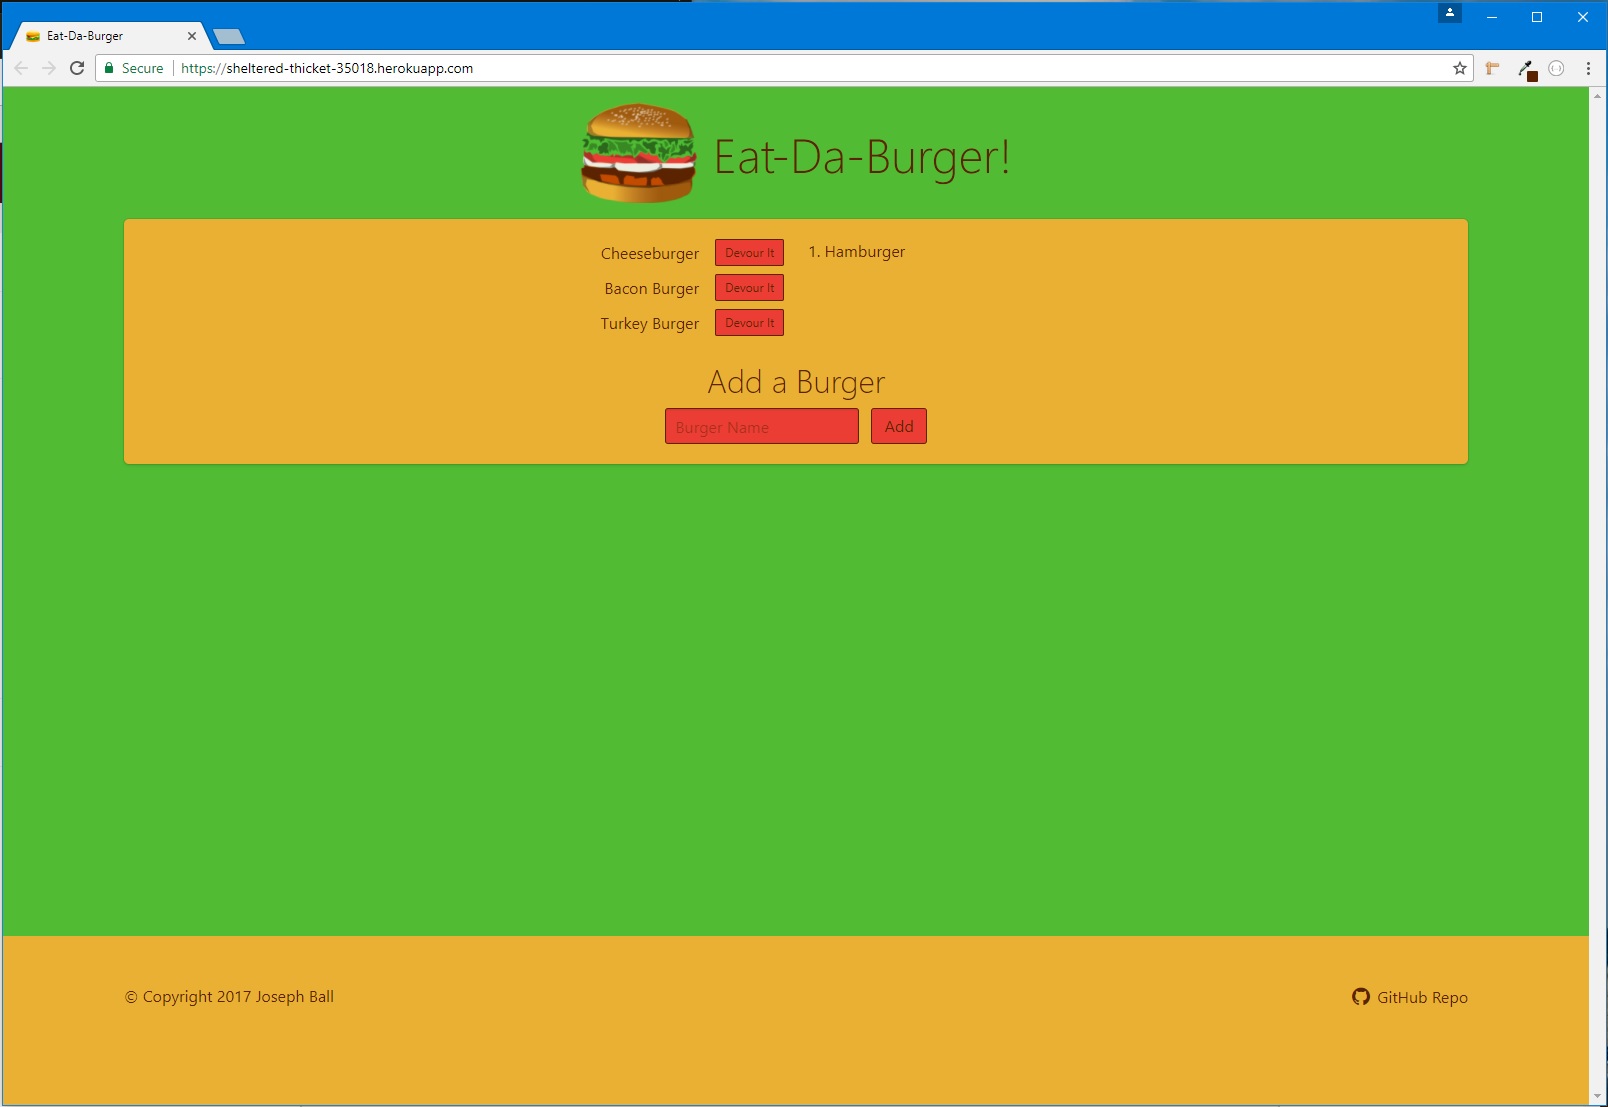 Eat-Da-Burger
Secure https://sheltered-thicket-35018.herokuapp.com
Eat-Da-Burger!
Cheeseburger Devour It 1. Hamburger
Bacon Burger Devour It
Turkey Burger Devour It
Add a Burger
Burger Name Add
© Copyright 2017 Joseph Ball GitHub Repo